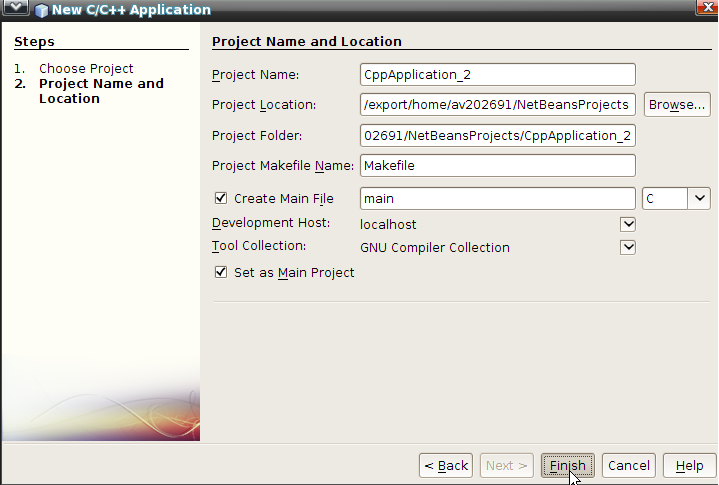 New C/C++ Application
Steps
1. Choose Project
2. Project Name and
Location
Project Name and Location
Project Name: CppApplication_2
Project Location: /export/home/av202691/NetBeansProjects Browse...
Project Folder: 02691/NetBeansProjects/CppApplication_2
Project Makefile Name: Makefile
Create Main File main C
Development Host: localhost
Tool Collection: GNU Compiler Collection
Set as Main Project
< Back Next > Finish Cancel Help